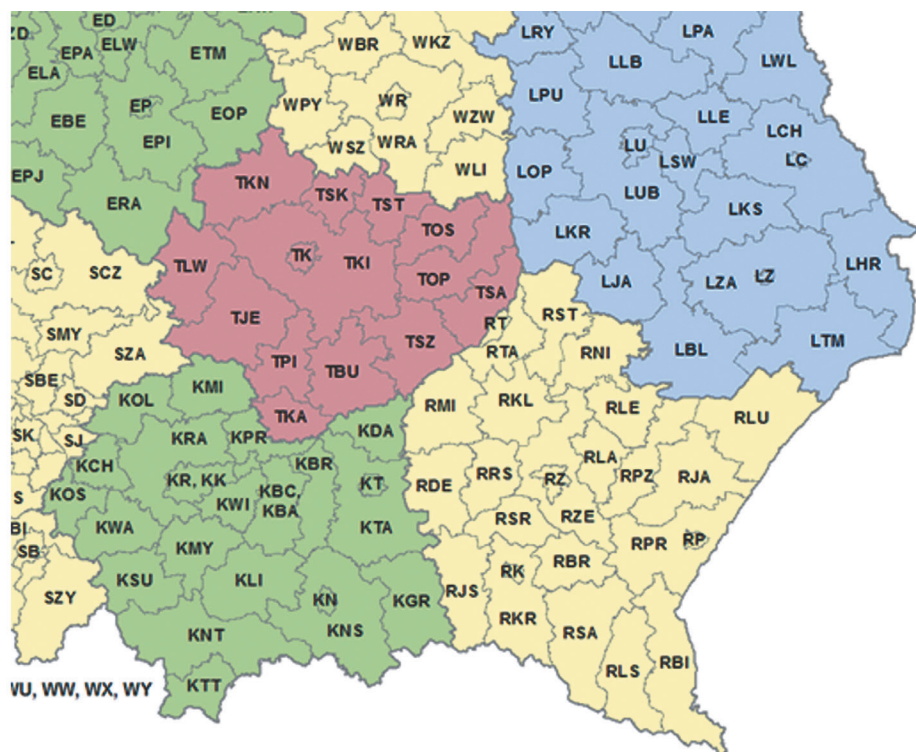 ED
LRY
LPA
ZD
EPA
ELW
ETM
WBR
WKZ
LLB
LWL
ELA
EP
EOP
WPY
WR
WZW
LPU
LLE
LCH
EBE
EPI
WSZ
WRA
LU
LSW
LC
EPJ
WLI
LOP
LUB
ERA
TKN
TSK
TST
LKS
TOS
LKR
SC
SCZ
TLW
TK
TKI
TOP
LJA
LZA
LZ
LHR
TSA
SMY
TJE
RT
RST
LTM
SZA
TPI
TBU
TSZ
RTA
RNI
LBL
SBE
SD
KOL
KMI
TKA
RMI
RKL
RLE
RLU
SK
SJ
KRA
KPR
KDA
KCH
KBR
RLA
RPZ
RJA
KOS
KR, KK
KWI
KBC,
KBA
KT
RDE
RRS
RZ
S
BI
KWA
KTA
RSR
RZE
RPR
RP
SB
KMY
SZY
KSU
KLI
KN
KGR
RJS
RK
RBR
KNT
KNS
RKR
RSA
RLS
RBI
KTT
WU, WW, WX, WY